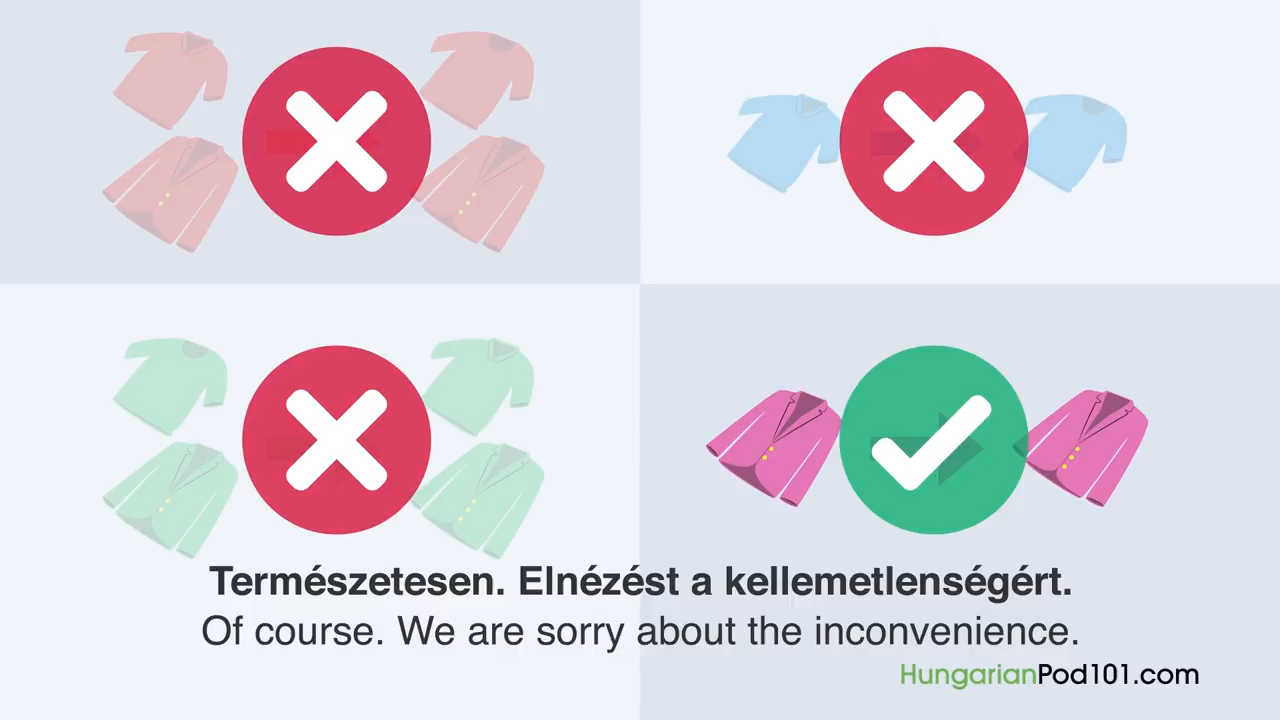 Természetesen. Elnézést a kellemetlenségért.
Of course. We are sorry about the inconvenience.
HungarianPod101.com